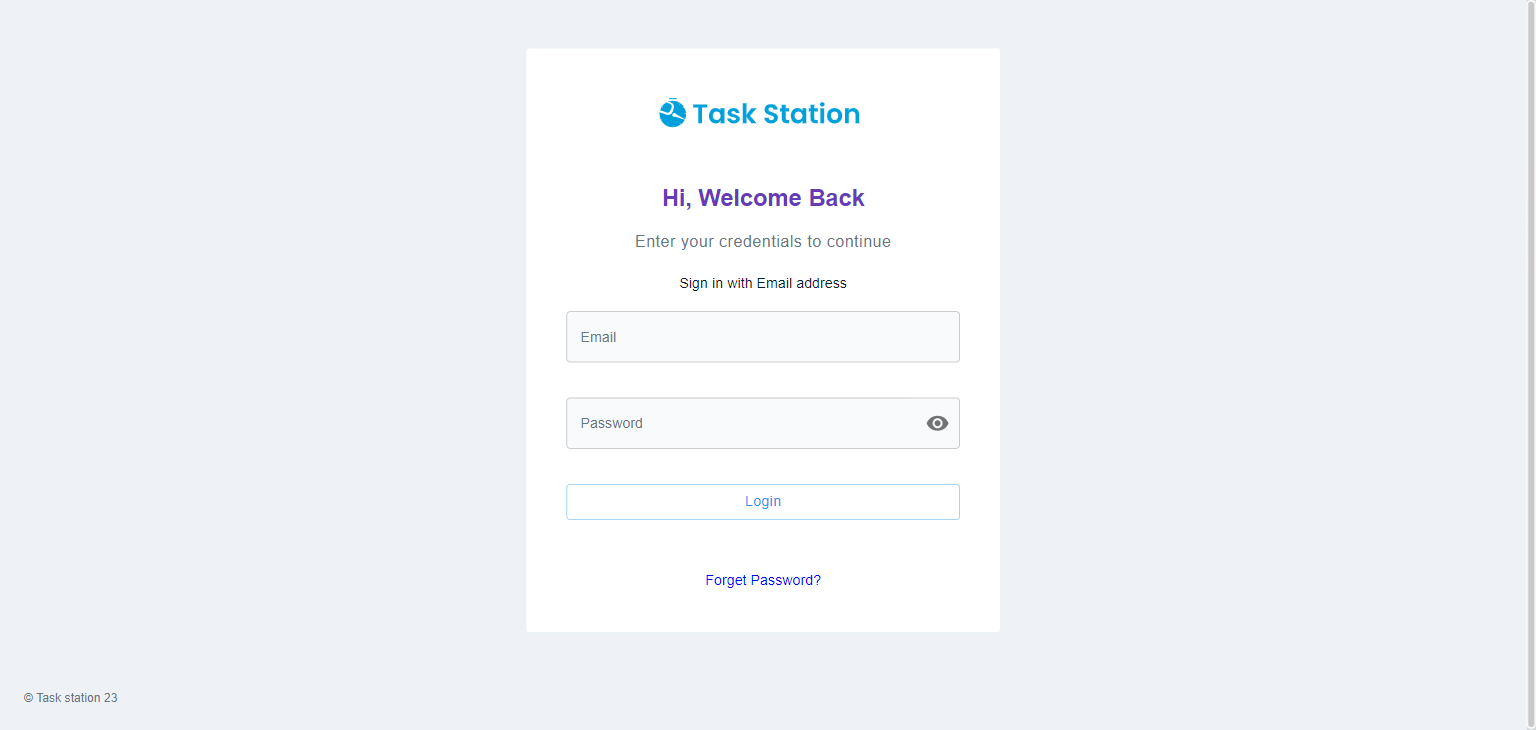 Task Station
Hi, Welcome Back
Enter your credentials to continue
Sign in with Email address
Email
Password
Login
Forget Password?
© Task station 23